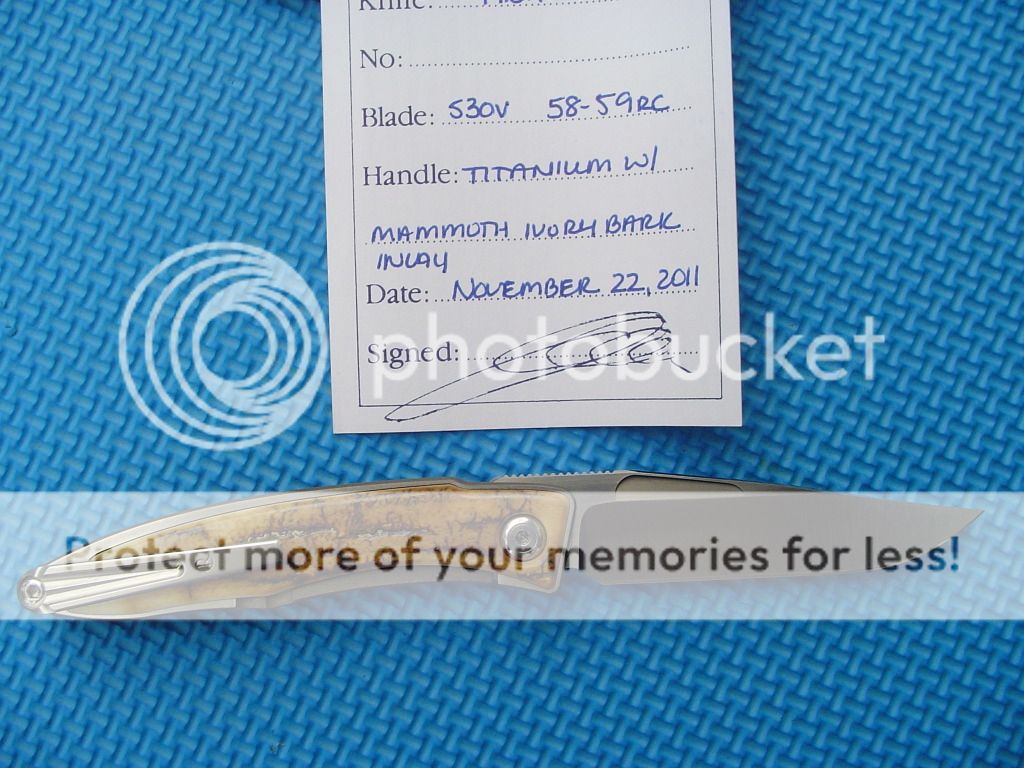 No:
Blade: S30V 58-59RC
Handle: TITANIUM W/
MAMMOTH IVORY BARK
INLAY
Date: NOVEMBER 22, 2011
Signed:
photobucket
Protect more of your memories for less!